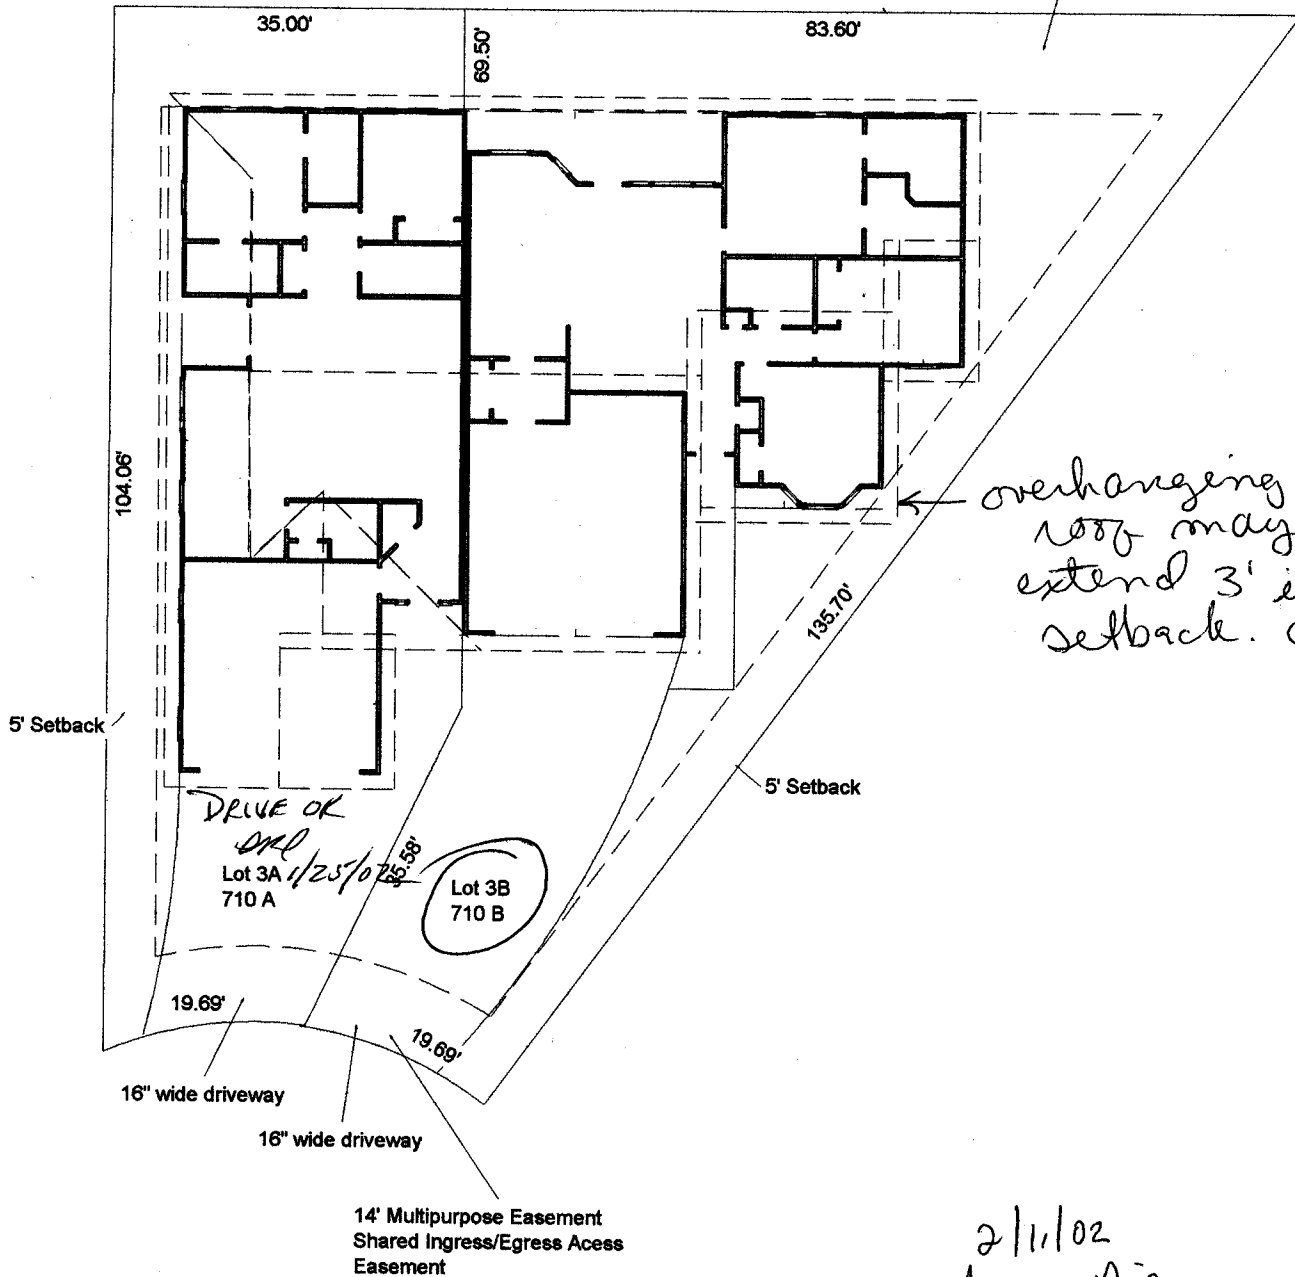 35.00'
83.60'
69.50'
104.06'
overhanging
roof may
extend 3'
setback.
135.70'
5' Setback
5' Setback
DRIVE OK
Lot 3A 1/25/02
710 A
35.58'
Lot 3B
710 B
19.69'
19.69'
16" wide driveway
16" wide driveway
14' Multipurpose Easement
Shared Ingress/Egress Acess
Easement
2/11/02